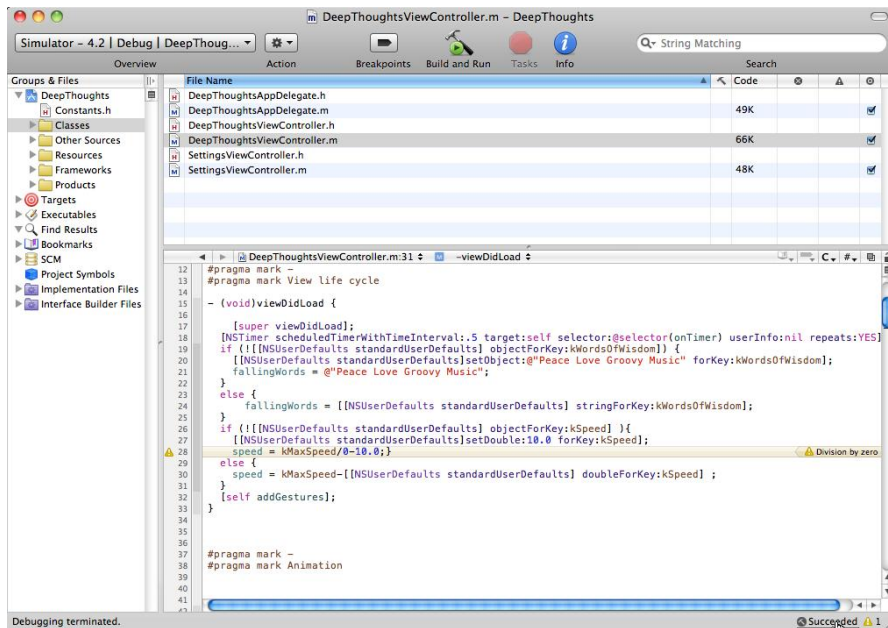 DeepThoughtsViewController.m – DeepThoughts
Simulator – 4.2 | Debug | DeepThoug...
String Matching
Overview Action Breakpoints Build and Run Tasks Info Search
Groups & Files
DeepThoughts
Constants.h
Classes
Other Sources
Resources
Frameworks
Products
Targets
Executables
Find Results
Bookmarks
SCM
Project Symbols
Implementation Files
Interface Builder Files
File Name Code
DeepThoughtsAppDelegate.h
DeepThoughtsAppDelegate.m 49K
DeepThoughtsViewController.h
DeepThoughtsViewController.m 66K
SettingsViewController.h
SettingsViewController.m 48K
DeepThoughtsViewController.m:31 -viewDidLoad C #
12 #pragma mark -
13 #pragma mark View life cycle
14
15 - (void)viewDidLoad {
16
17 [super viewDidLoad];
18 [NSTimer scheduledTimerWithTimeInterval:.5 target:self selector:@selector(onTimer) userInfo:nil repeats:YES]
19 if (![[NSUserDefaults standardUserDefaults] objectForKey:kWordsOfWisdom]) {
20 [[NSUserDefaults standardUserDefaults]setObject:@"Peace Love Groovy Music" forKey:kWordsOfWisdom];
21 fallingWords = @"Peace Love Groovy Music";
22 }
23 else {
24 fallingWords = [[NSUserDefaults standardUserDefaults] stringForKey:kWordsOfWisdom];
25 }
26 if (![[NSUserDefaults standardUserDefaults] objectForKey:kSpeed] ){
27 [[NSUserDefaults standardUserDefaults]setDouble:10.0 forKey:kSpeed];
28 speed = kMaxSpeed/0-10.0;} Division by zero
29 else {
30 speed = kMaxSpeed-[[NSUserDefaults standardUserDefaults] doubleForKey:kSpeed] ;
31 }
32 [self addGestures];
33 }
34
35
36
37 #pragma mark -
38 #pragma mark Animation
39
40
41
Debugging terminated. Succeeded 1